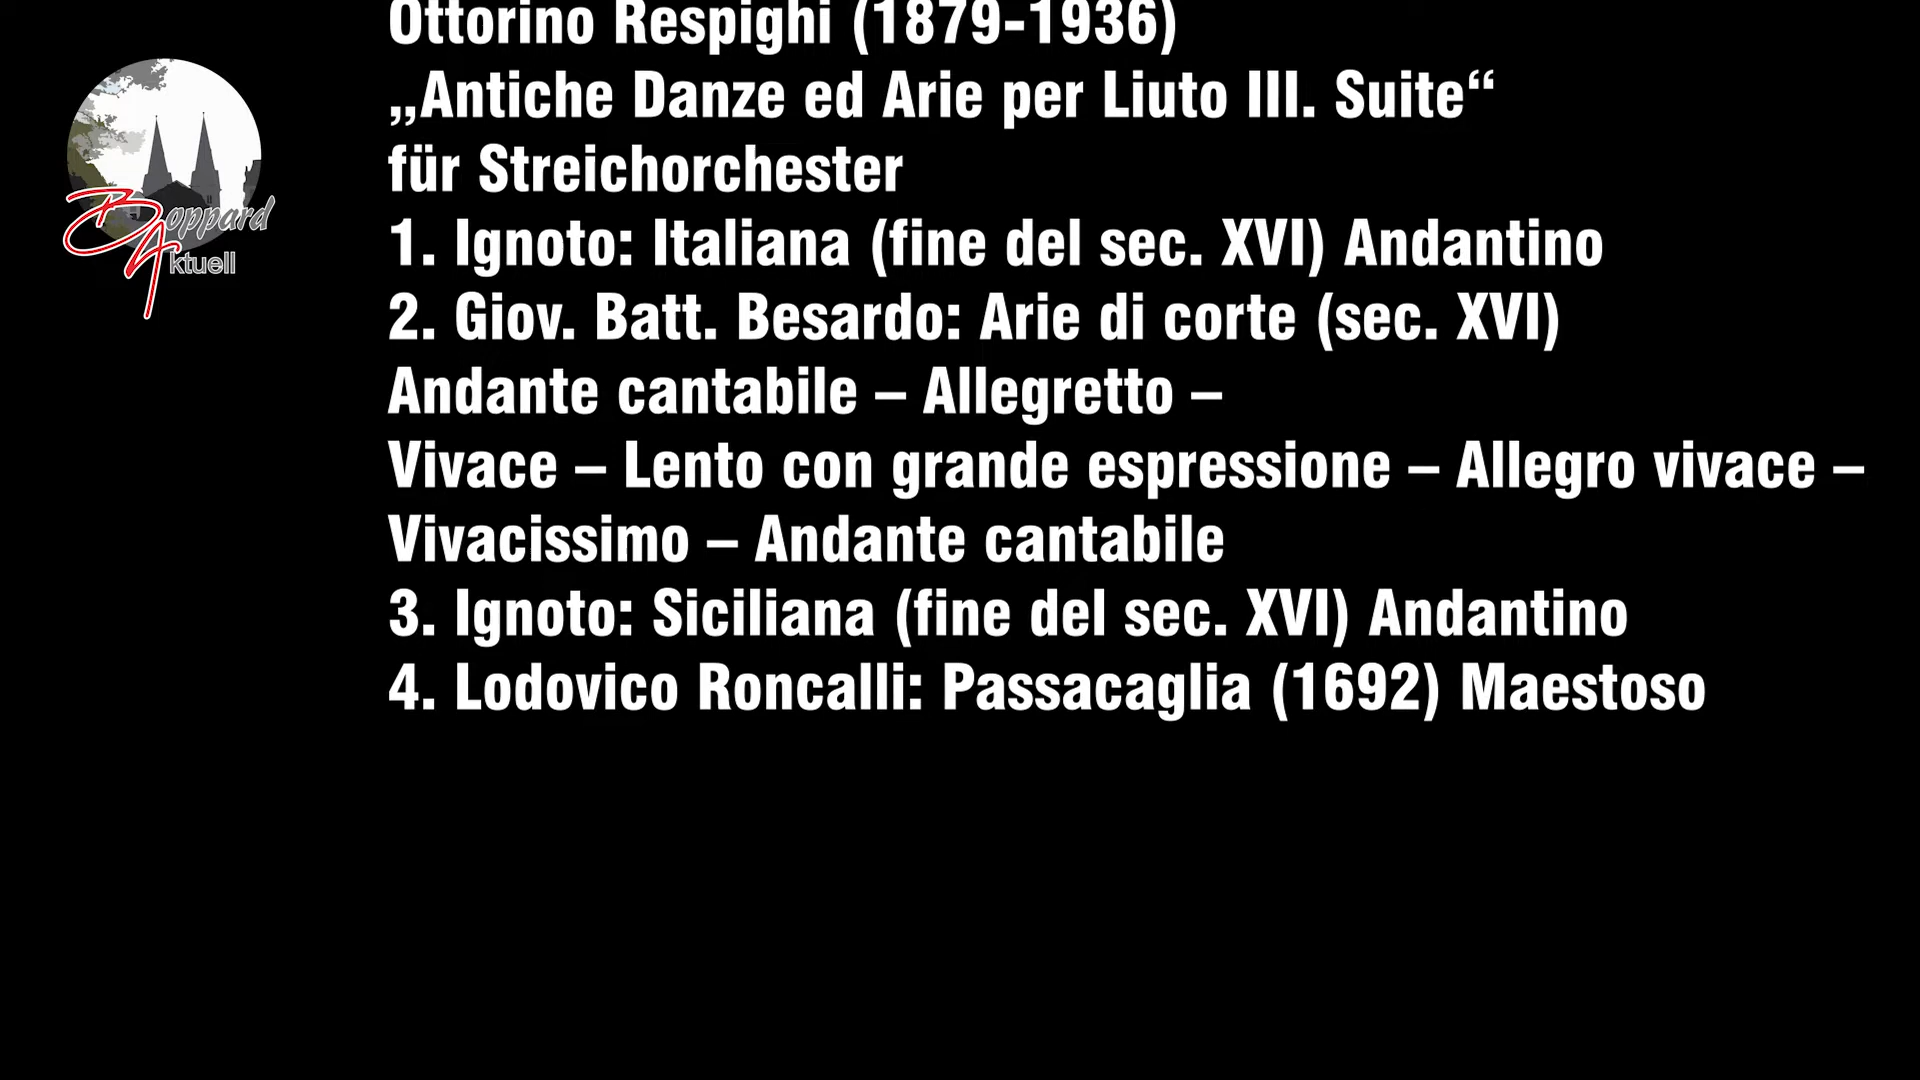 Ottorino Respighi (1879-1936)
„Antiche Danze ed Arie per Liuto III. Suite“
für Streichorchester
1. Ignoto: Italiana (fine del sec. XVI) Andantino
2. Giov. Batt. Besardo: Arie di corte (sec. XVI)
Andante cantabile – Allegretto –
Vivace – Lento con grande espressione – Allegro vivace –
Vivacissimo – Andante cantabile
3. Ignoto: Siciliana (fine del sec. XVI) Andantino
4. Lodovico Roncalli: Passacaglia (1692) Maestoso
Boppard
Aktuell